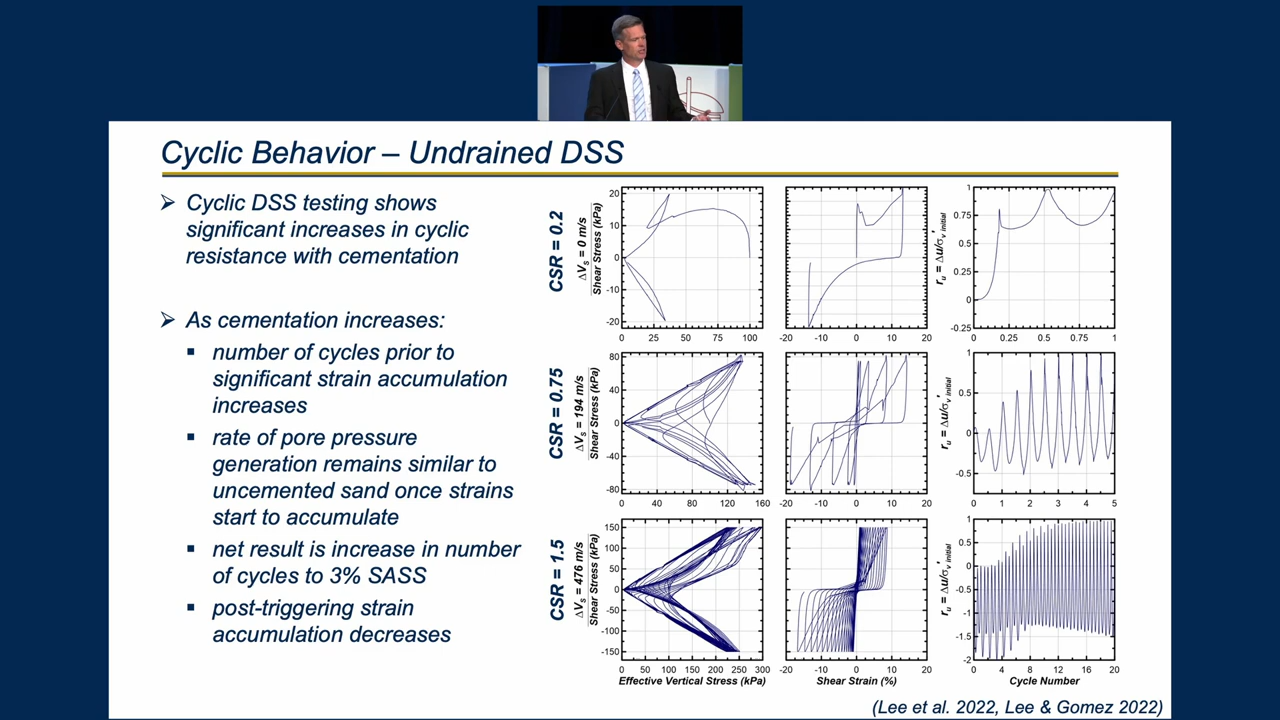 Cyclic Behavior – Undrained DSS
➢ Cyclic DSS testing shows
significant increases in cyclic
resistance with cementation
➢ As cementation increases:
▪ number of cycles prior to
significant strain accumulation
increases
▪ rate of pore pressure
generation remains similar to
uncemented sand once strains
start to accumulate
▪ net result is increase in number
of cycles to 3% SASS
▪ post-triggering strain
accumulation decreases
CSR = 0.2
ΔVs = 0 m/s
Shear Stress (kPa)
20
10
0
-10
-20
0 25 50 75 100
-20 -10 0 10 20
ru = Δu/σv'initial
1
0.75
0.5
0.25
0
-0.25
0 0.25 0.5 0.75 1
CSR = 0.75
ΔVs = 194 m/s
Shear Stress (kPa)
80
40
0
-40
-80
0 40 80 120 160
-20 -10 0 10 20
ru = Δu/σv'initial
1
0.5
0
-0.5
0 1 2 3 4 5
CSR = 1.5
ΔVs = 476 m/s
Shear Stress (kPa)
150
100
50
0
-50
-100
-150
0 50 100 150 200 250 300
Effective Vertical Stress (kPa)
-20 -10 0 10 20
Shear Strain (%)
ru = Δu/σv'initial
1
0.5
0
-0.5
-1
-1.5
-2
0 4 8 12 16 20
Cycle Number
(Lee et al. 2022, Lee & Gomez 2022)